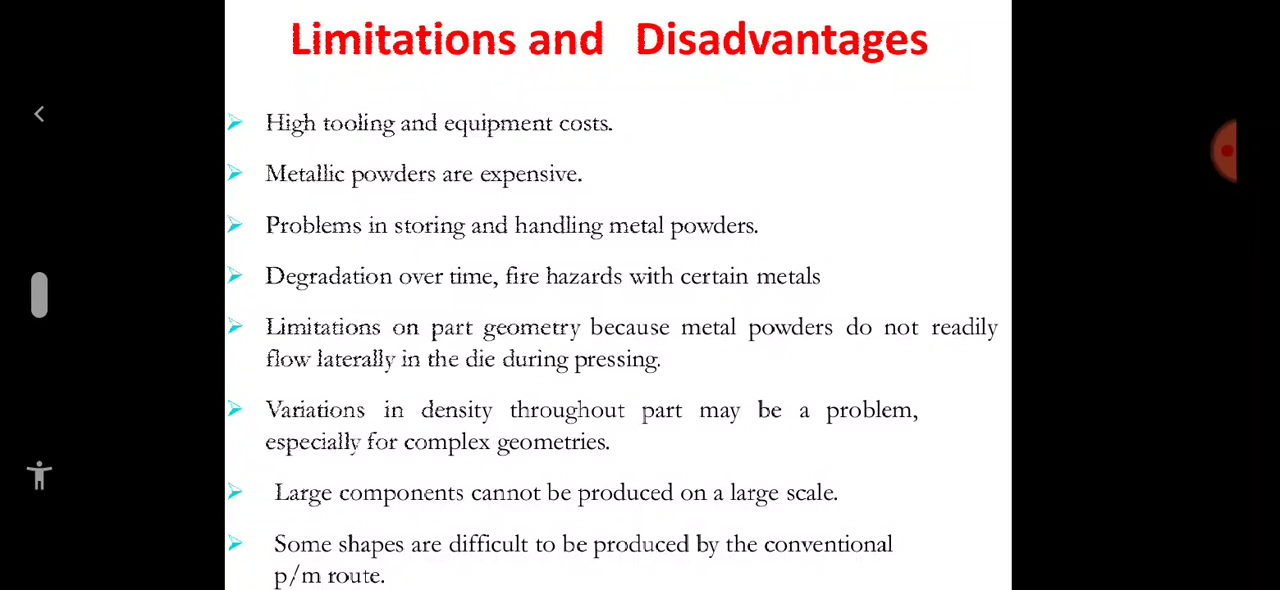 Limitations and Disadvantages
High tooling and equipment costs.
Metallic powders are expensive.
Problems in storing and handling metal powders.
Degradation over time, fire hazards with certain metals
Limitations on part geometry because metal powders do not readily
flow laterally in the die during pressing.
Variations in density throughout part may be a problem,
especially for complex geometries.
Large components cannot be produced on a large scale.
Some shapes are difficult to be produced by the conventional
p/m route.